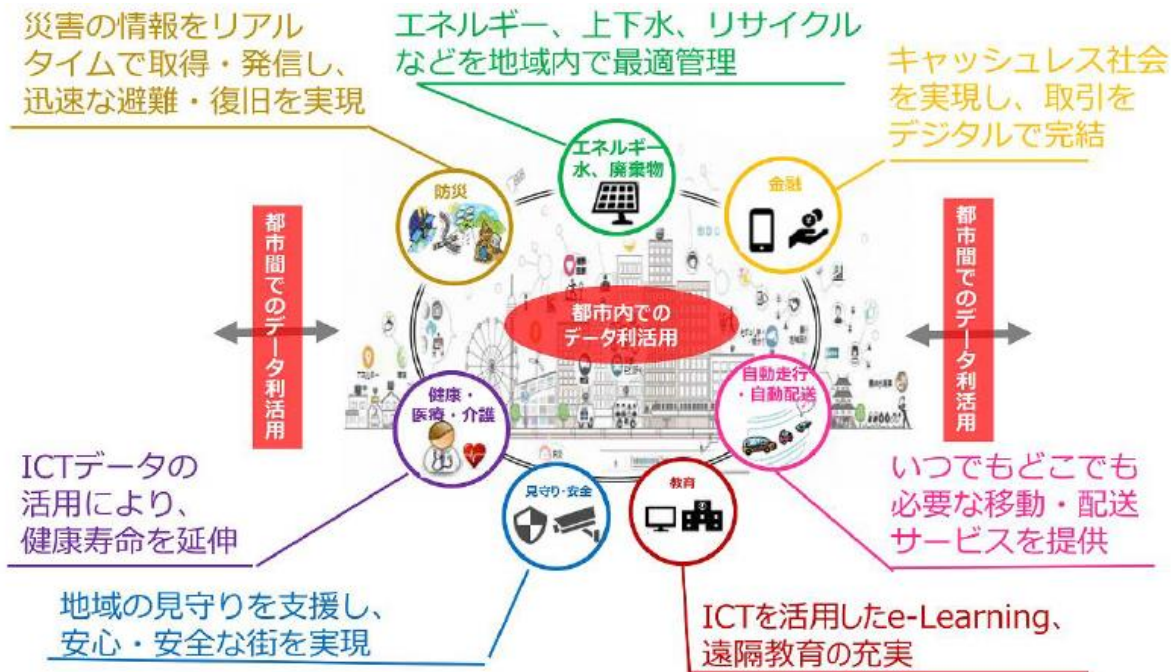 災害の情報をリアル
タイムで取得・発信し、
迅速な避難・復旧を実現
エネルギー、上下水、リサイクル
などを地域内で最適管理
キャッシュレス社会
を実現し、取引を
デジタルで完結
エネルギー
水、廃棄物
防災
金融
都市間でのデータ利活用
都市内での
データ利活用
都市間でのデータ利活用
健康・
医療・介護
自動走行
・自動配送
見守り・安全
教育
ICTデータの
活用により、
健康寿命を延伸
いつでもどこでも
必要な移動・配送
サービスを提供
地域の見守りを支援し、
安心・安全な街を実現
ICTを活用したe-Learning、
遠隔教育の充実